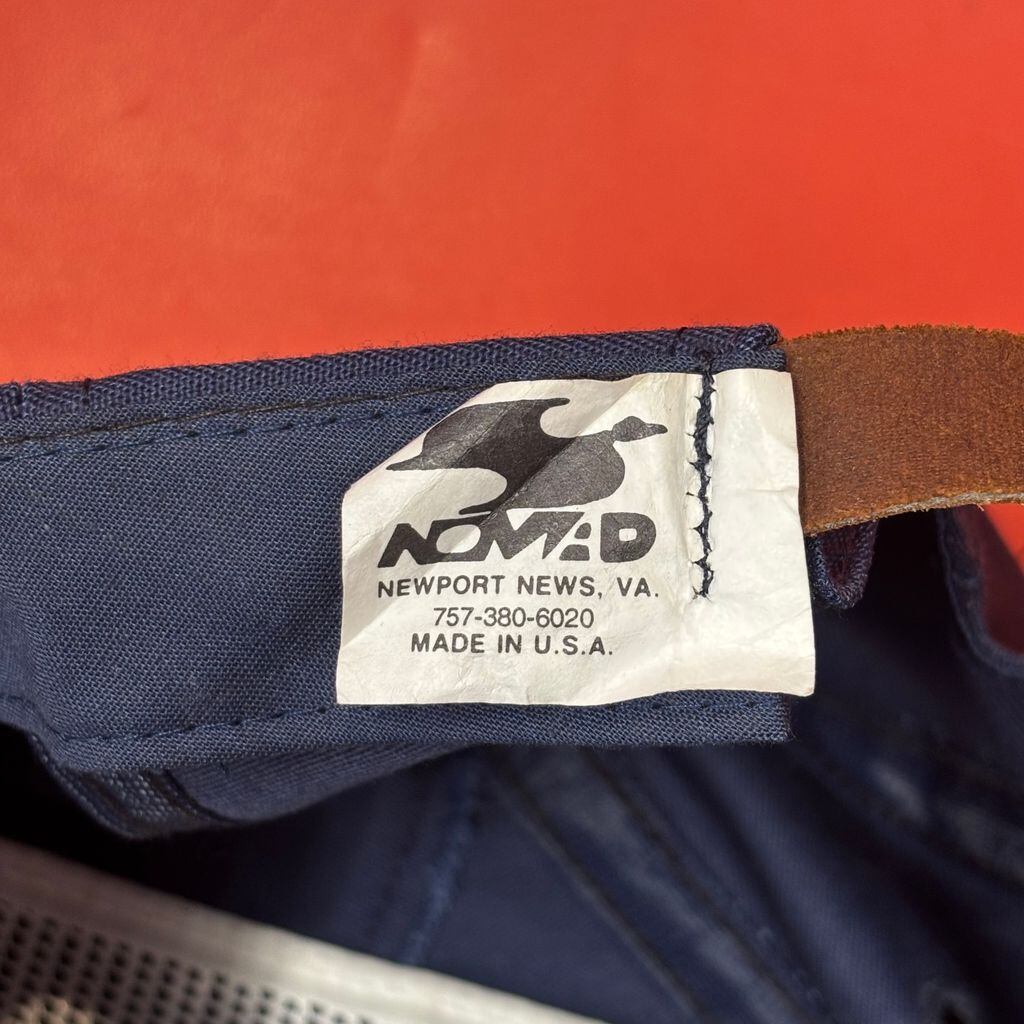 NOMAD
NEWPORT NEWS, VA.
757-380-6020
MADE IN U.S.A.